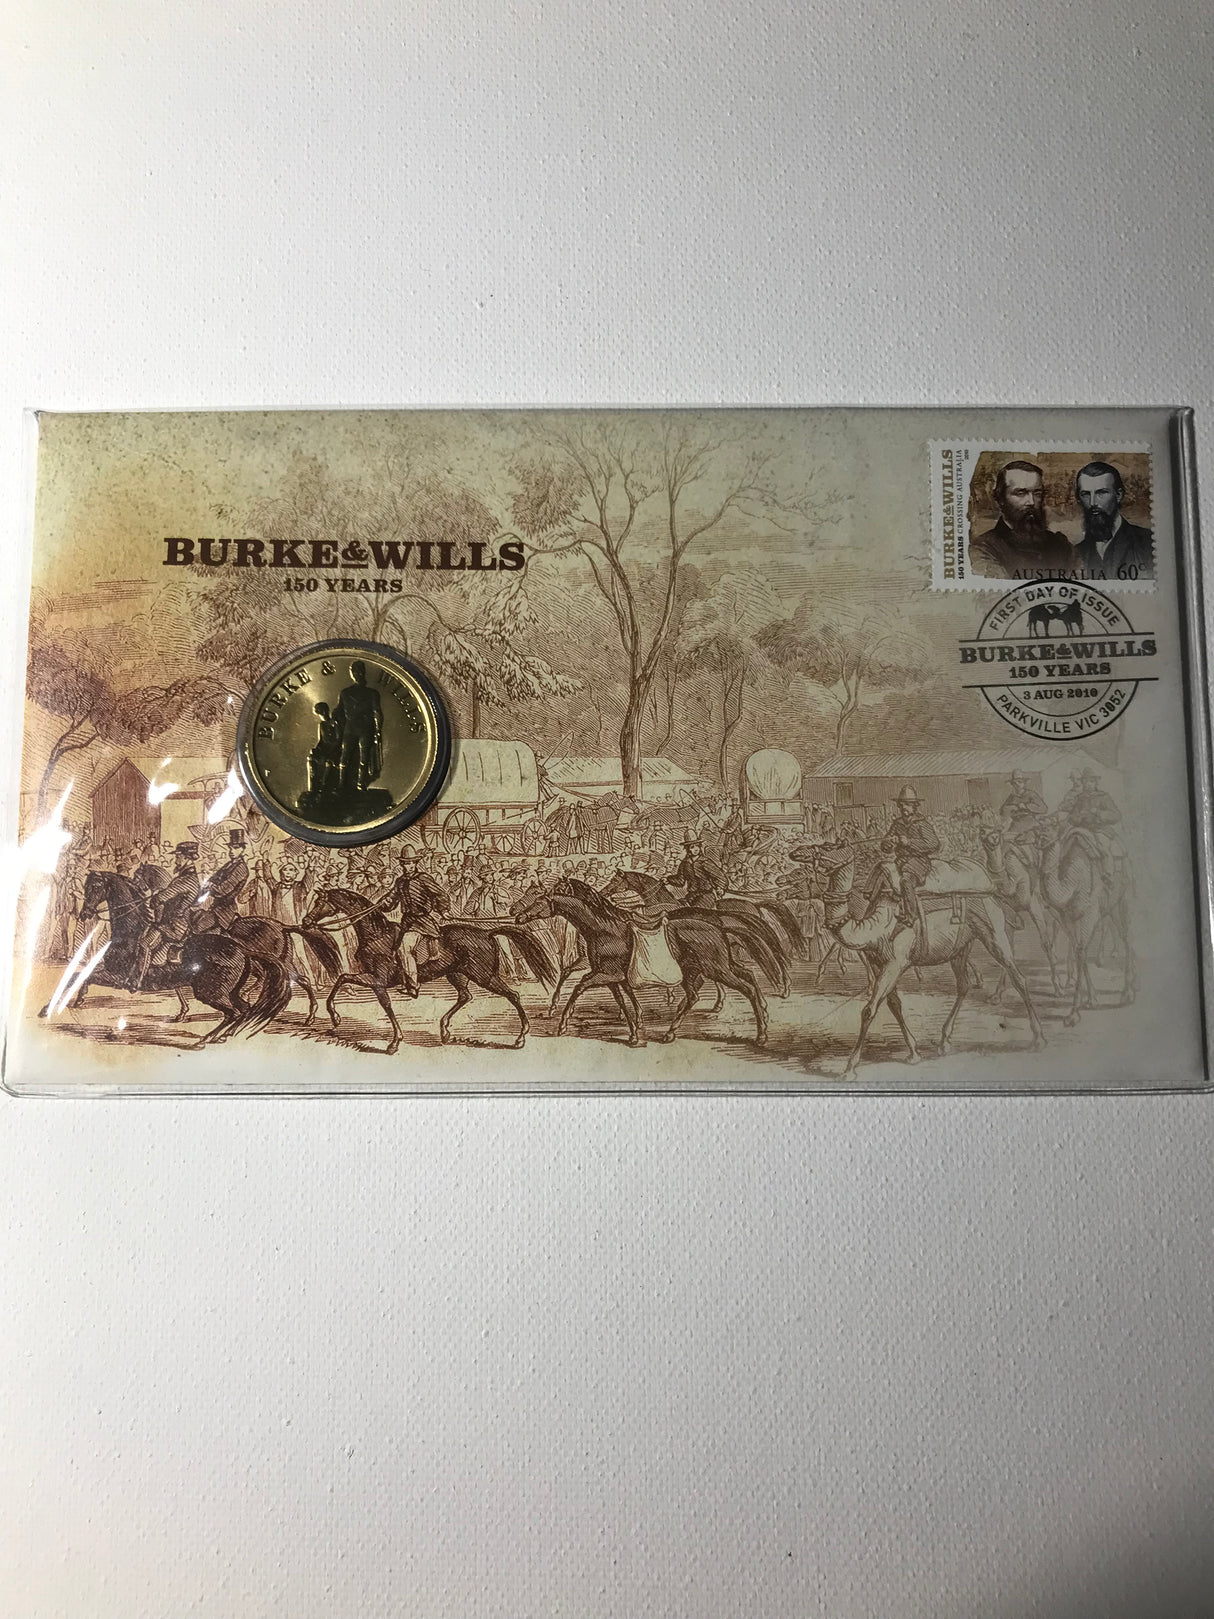 BURKE & WILLS
150 YEARS
BURKE & WILLS
BURKE & WILLS
150 YEARS CROSSING AUSTRALIA
2010
AUSTRALIA 60c
FIRST DAY OF ISSUE
BURKE & WILLS
150 YEARS
3 AUG 2010
PARKVILLE VIC 3052